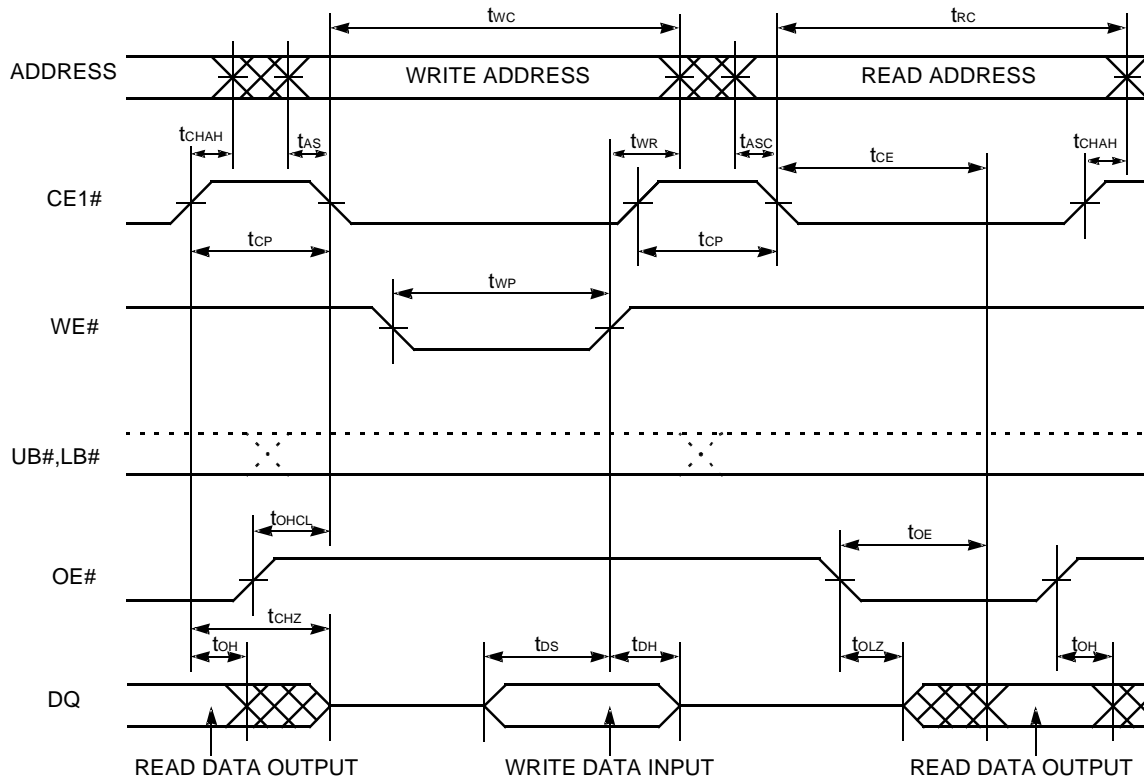 tWC
tRC
ADDRESS
WRITE ADDRESS
READ ADDRESS
tCHAH
tAS
tWR
tASC
tCE
tCHAH
CE1#
tCP
tCP
tWP
WE#
UB#,LB#
tOHCL
tOE
OE#
tCHZ
tOH
tDS
tDH
tOLZ
tOH
DQ
READ DATA OUTPUT
WRITE DATA INPUT
READ DATA OUTPUT